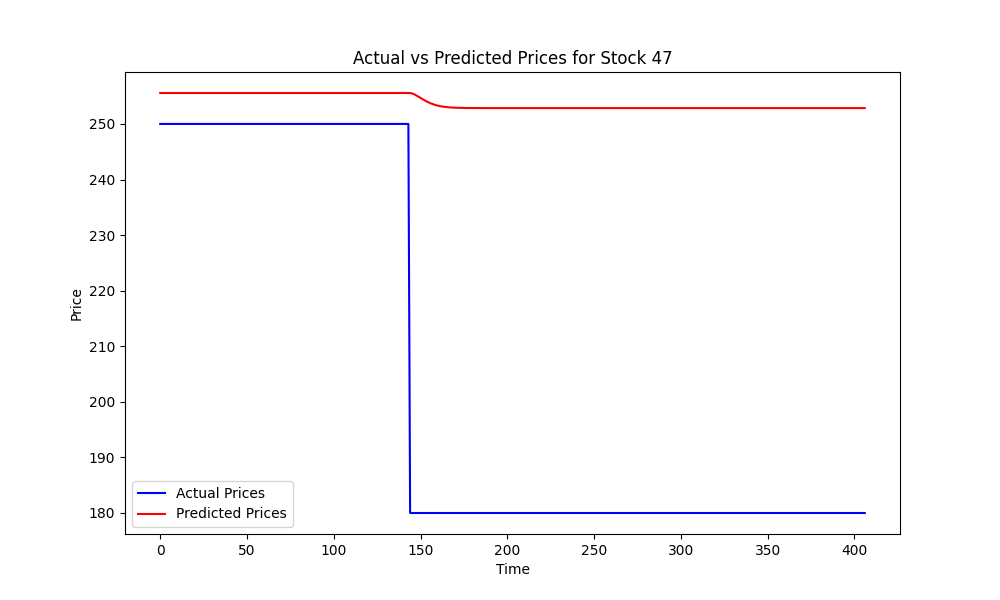 Actual vs Predicted Prices for Stock 47
Price
250
240
230
220
210
200
190
180
Actual Prices
Predicted Prices
0 50 100 150 200 250 300 350 400
Time